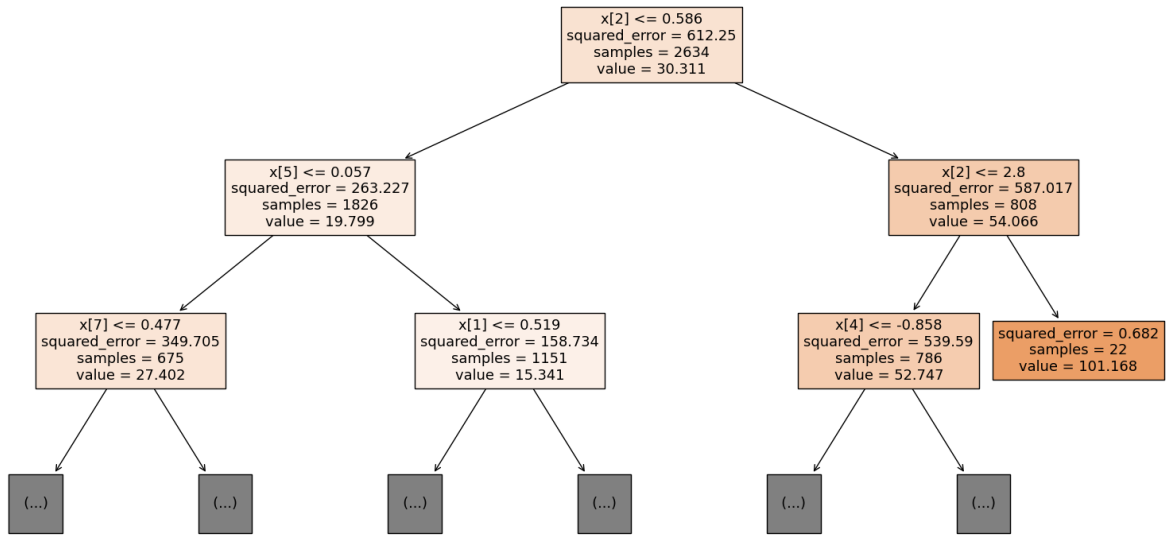 x[2] <= 0.586
squared_error = 612.25
samples = 2634
value = 30.311
x[5] <= 0.057
squared_error = 263.227
samples = 1826
value = 19.799
x[2] <= 2.8
squared_error = 587.017
samples = 808
value = 54.066
x[7] <= 0.477
squared_error = 349.705
samples = 675
value = 27.402
x[1] <= 0.519
squared_error = 158.734
samples = 1151
value = 15.341
x[4] <= -0.858
squared_error = 539.59
samples = 786
value = 52.747
squared_error = 0.682
samples = 22
value = 101.168
(...)
(...)
(...)
(...)
(...)
(...)